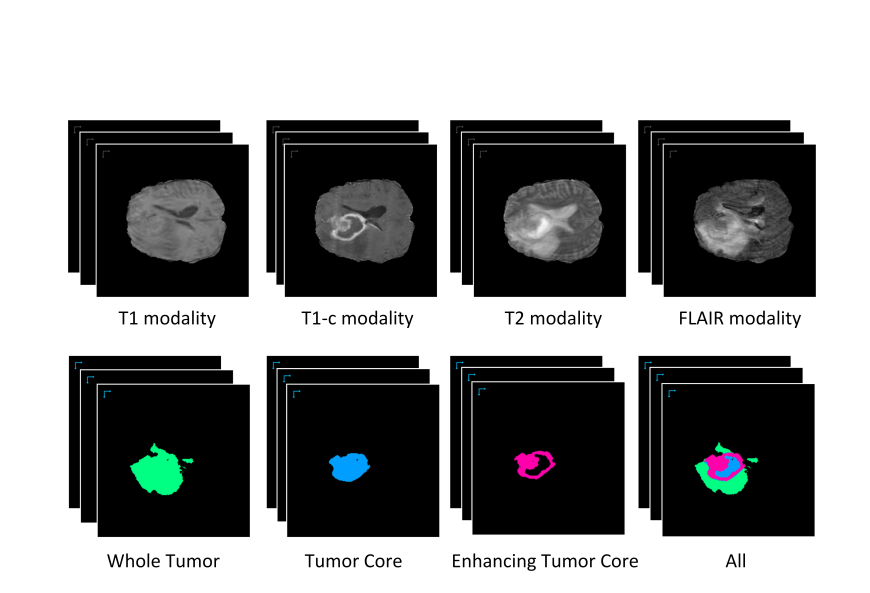 T1 modality
T1-c modality
T2 modality
FLAIR modality
Whole Tumor
Tumor Core
Enhancing Tumor Core
All